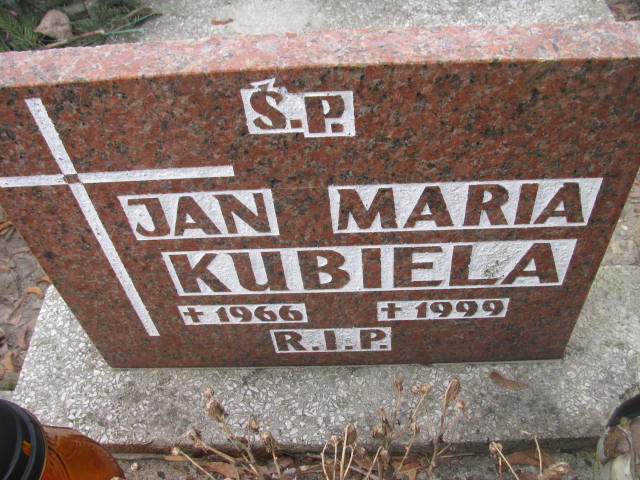 Ś.P.
JAN MARIA
KUBIELA
+1966 +1999
R.I.P.